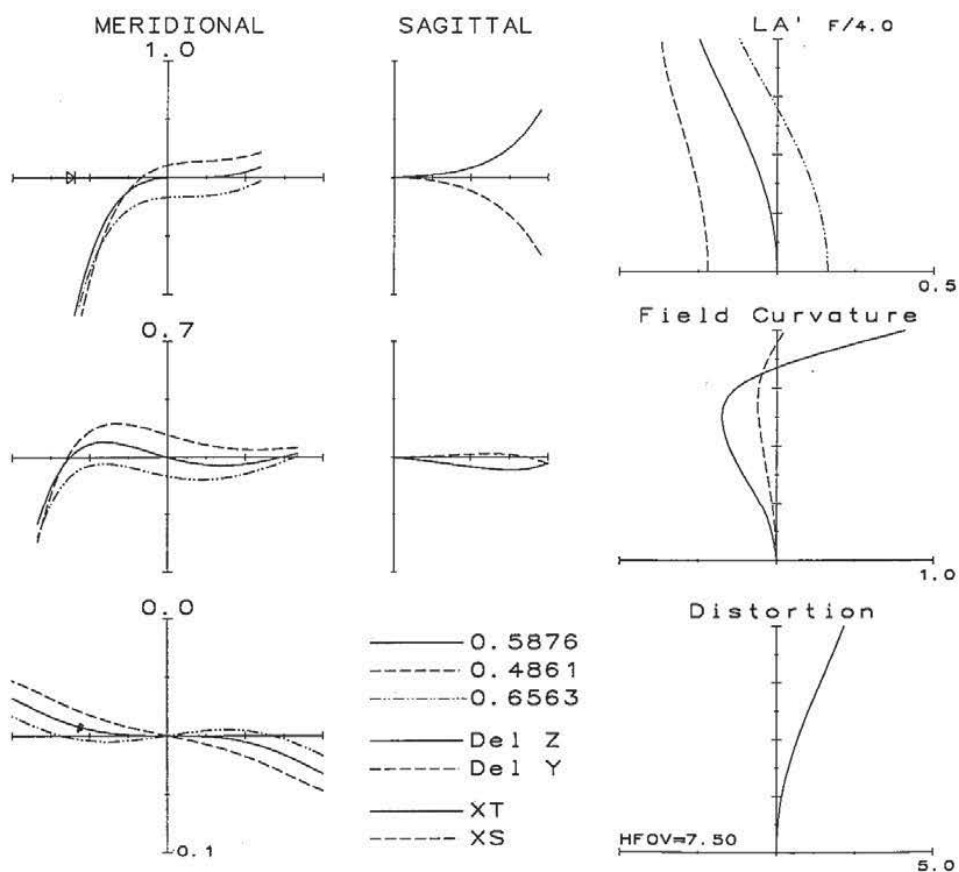 MERIDIONAL
1.0
SAGITTAL
LA' F/4.0
0.5
0.7
Field Curvature
1.0
0.0
0.1
0.5876
0.4861
0.6563
Del Z
Del Y
XT
XS
Distortion
HFOV=7.50
5.0